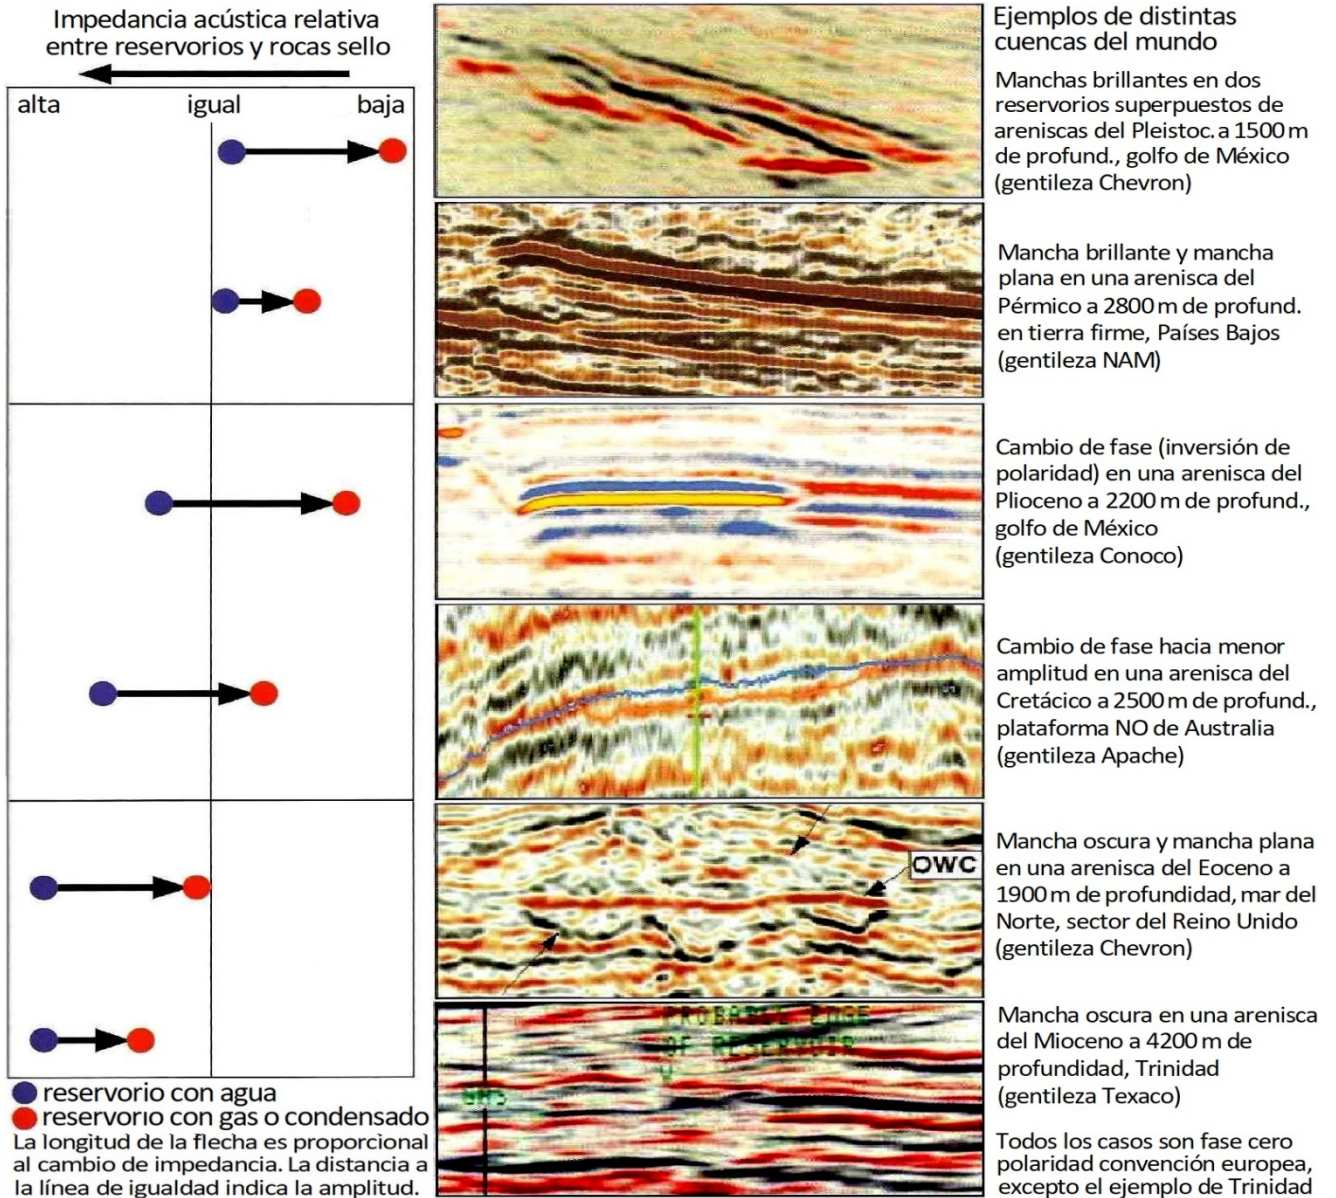 Impedancia acústica relativa
entre reservorios y rocas sello
alta igual baja
reservorio con agua
reservorio con gas o condensado
La longitud de la flecha es proporcional
al cambio de impedancia. La distancia a
la línea de igualdad indica la amplitud.
OWC
PROBABLE EDGE
OF RESERVOIR
Ejemplos de distintas
cuencas del mundo
Manchas brillantes en dos
reservorios superpuestos de
areniscas del Pleistoc. a 1500 m
de profund., golfo de México
(gentileza Chevron)
Mancha brillante y mancha
plana en una arenisca del
Pérmico a 2800 m de profund.
en tierra firme, Países Bajos
(gentileza NAM)
Cambio de fase (inversión de
polaridad) en una arenisca del
Plioceno a 2200 m de profund.,
golfo de México
(gentileza Conoco)
Cambio de fase hacia menor
amplitud en una arenisca del
Cretácico a 2500 m de profund.,
plataforma NO de Australia
(gentileza Apache)
Mancha oscura y mancha plana
en una arenisca del Eoceno a
1900 m de profundidad, mar del
Norte, sector del Reino Unido
(gentileza Chevron)
Mancha oscura en una arenisca
del Mioceno a 4200 m de
profundidad, Trinidad
(gentileza Texaco)
Todos los casos son fase cero
polaridad convención europea,
excepto el ejemplo de Trinidad